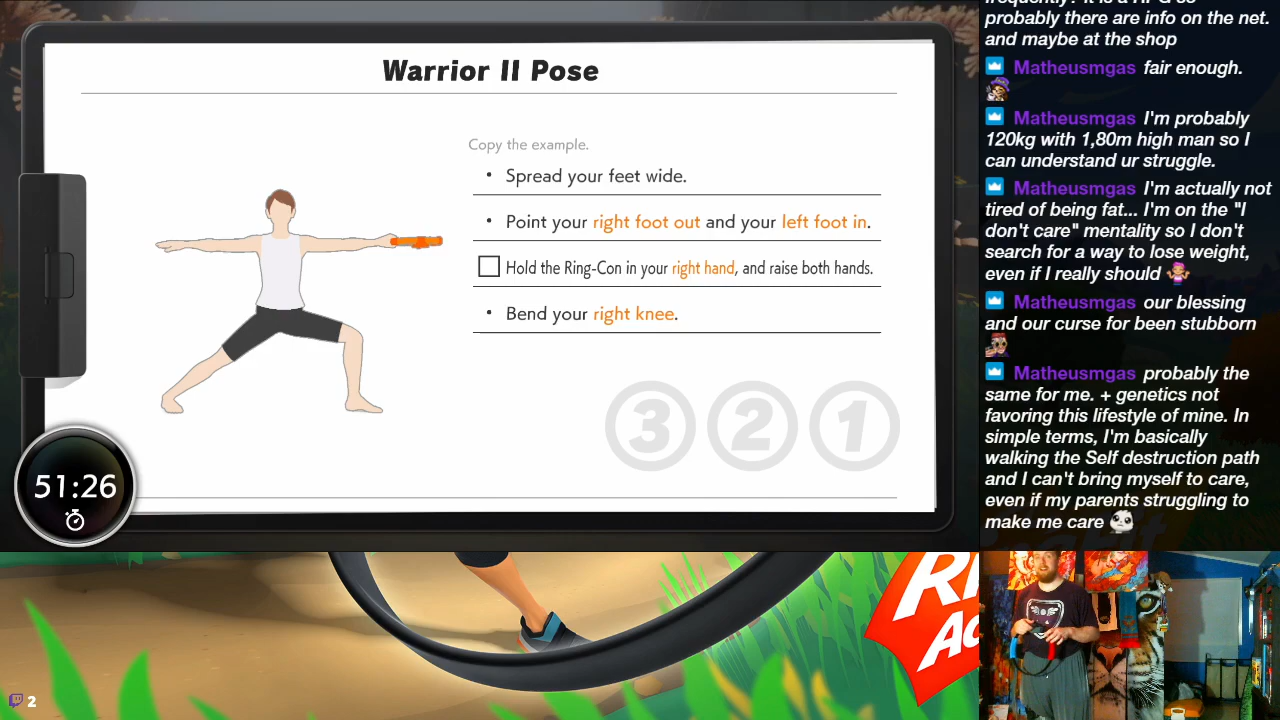 Warrior II Pose
Copy the example.
• Spread your feet wide.
• Point your right foot out and your left foot in.
Hold the Ring-Con in your right hand, and raise both hands.
• Bend your right knee.
3 2 1
51:26
2
probably there are info on the net.
and maybe at the shop
Matheusmgas fair enough.
Matheusmgas I'm probably
120kg with 1,80m high man so I
can understand ur struggle.
Matheusmgas I'm actually not
tired of being fat... I'm on the "I
don't care" mentality so I don't
search for a way to lose weight,
even if I really should
Matheusmgas our blessing
and our curse for been stubborn
Matheusmgas probably the
same for me. + genetics not
favoring this lifestyle of mine. In
simple terms, I'm basically
walking the Self destruction path
and I can't bring myself to care,
even if my parents struggling to
make me care